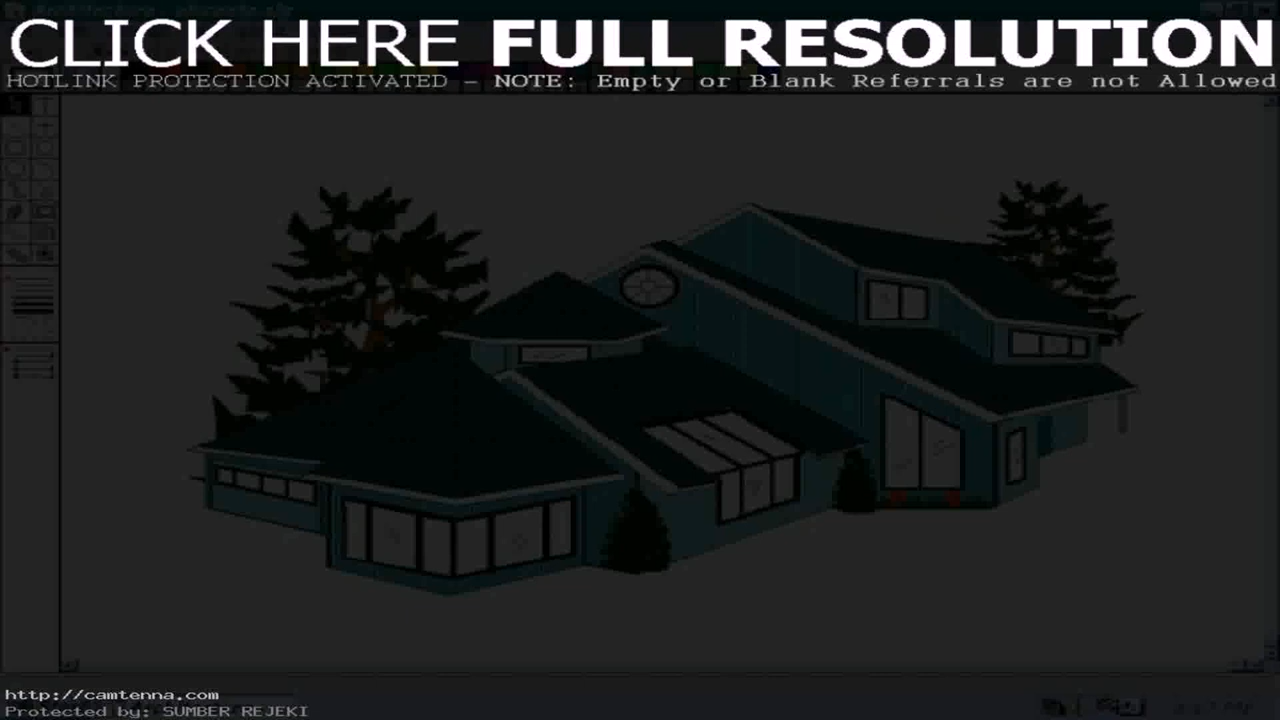 CLICK HERE FULL RESOLUTION
HOTLINK PROTECTION ACTIVATED – NOTE: Empty or Blank Referrals are not Allowed
http://camtenna.com
Protected by: SUMBER REJEKI